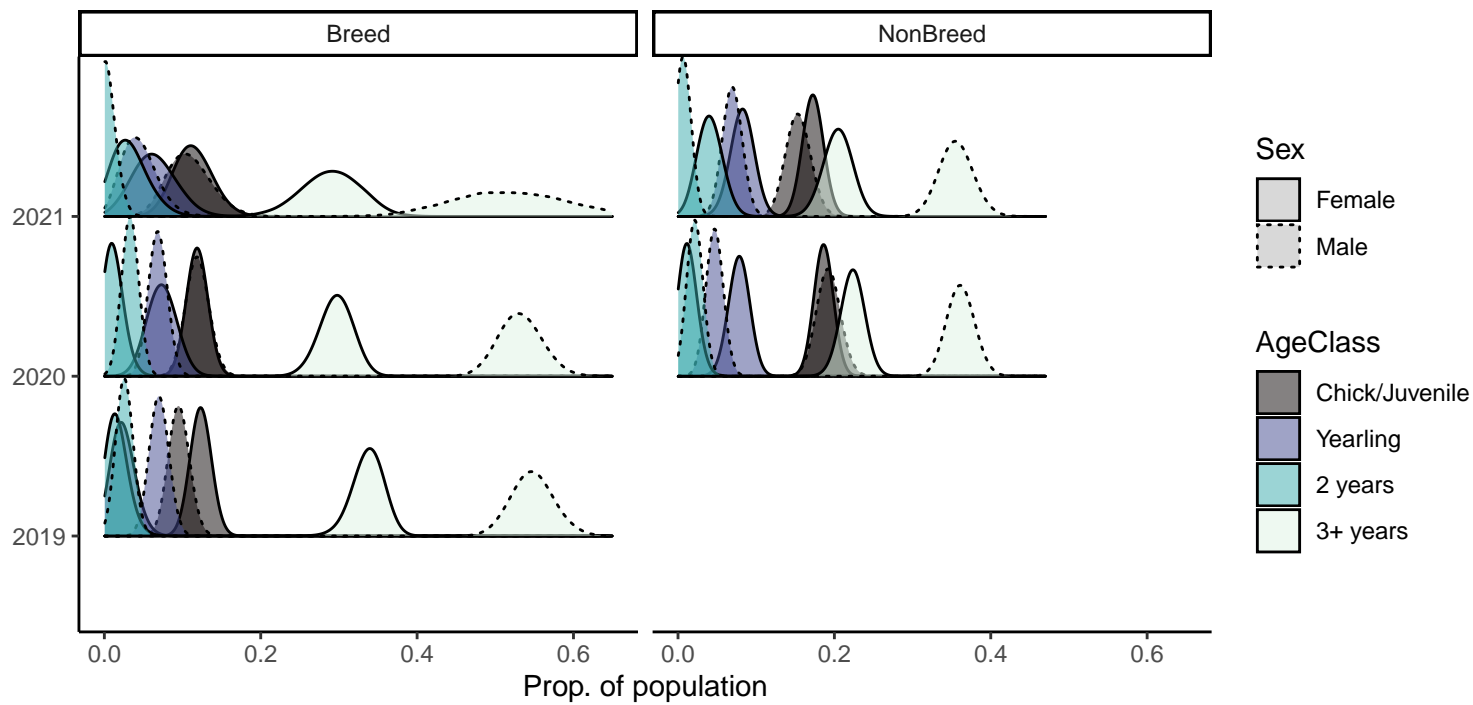 Breed
NonBreed
2021
2020
2019
0.0 0.2 0.4 0.6
0.0 0.2 0.4 0.6
Prop. of population
Sex
Female
Male
AgeClass
Chick/Juvenile
Yearling
2 years
3+ years